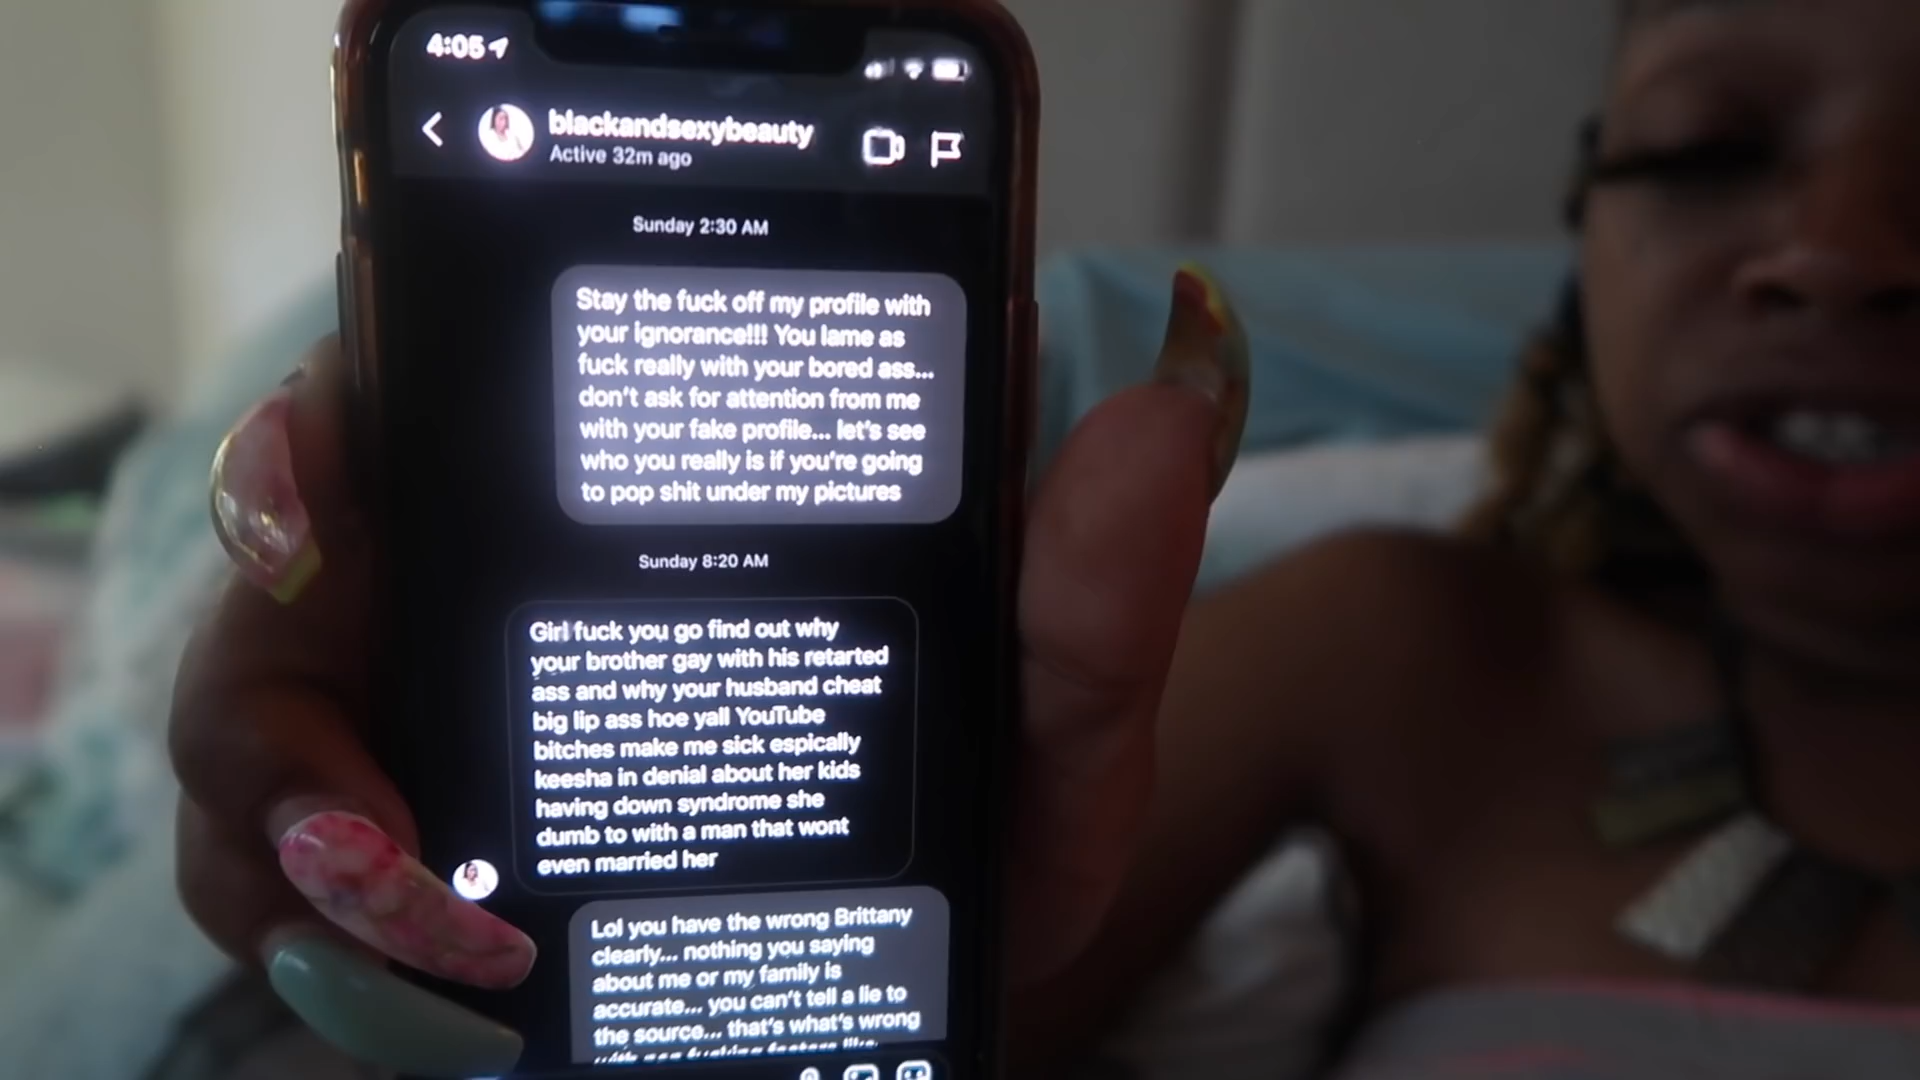 4:05
blackandsexybeauty
Active 32m ago
Sunday 2:30 AM
Stay the fuck off my profile with
your ignorance!!! You lame as
fuck really with your bored ass...
don't ask for attention from me
with your fake profile... let's see
who you really is if you're going
to pop shit under my pictures
Sunday 8:20 AM
Girl fuck you go find out why
your brother gay with his retarted
ass and why your husband cheat
big lip ass hoe yall YouTube
bitches make me sick espically
keesha in denial about her kids
having down syndrome she
dumb to with a man that wont
even married her
Lol you have the wrong Brittany
clearly... nothing you saying
about me or my family is
accurate... you can't tell a lie to
the source... that's what's wrong